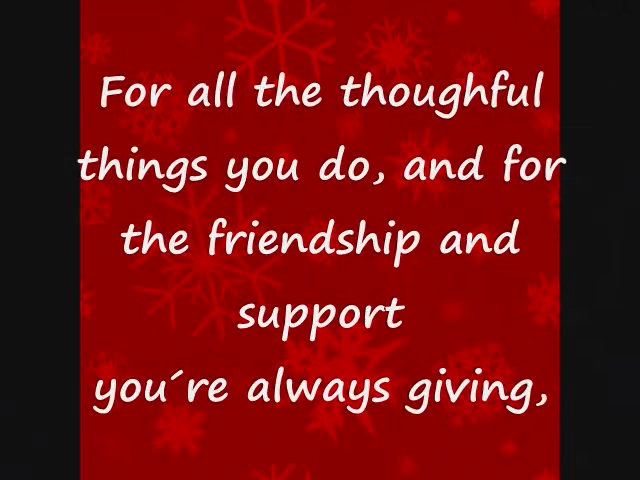 For all the thoughful
things you do, and for
the friendship and
support
you´re always giving,